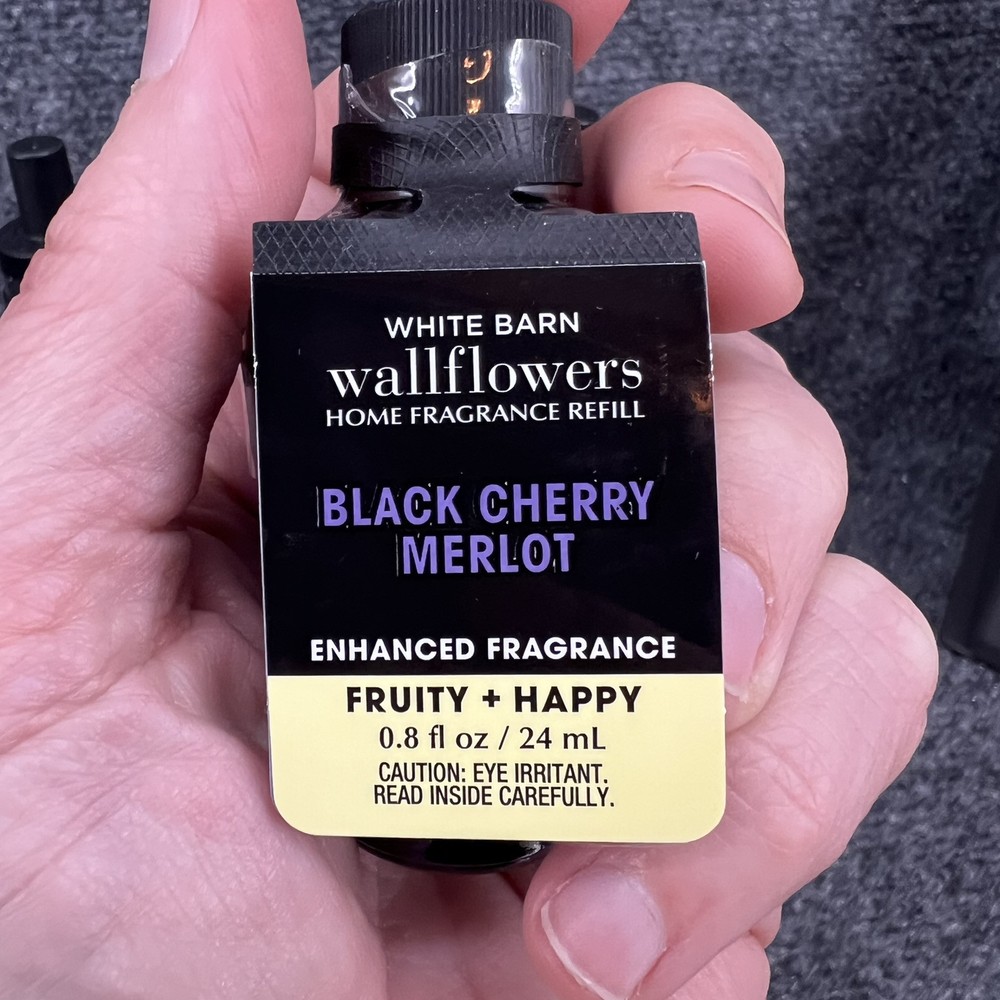 WHITE BARN
wallflowers
HOME FRAGRANCE REFILL
BLACK CHERRY
MERLOT
ENHANCED FRAGRANCE
FRUITY + HAPPY
0.8 fl oz / 24 mL
CAUTION: EYE IRRITANT.
READ INSIDE CAREFULLY.